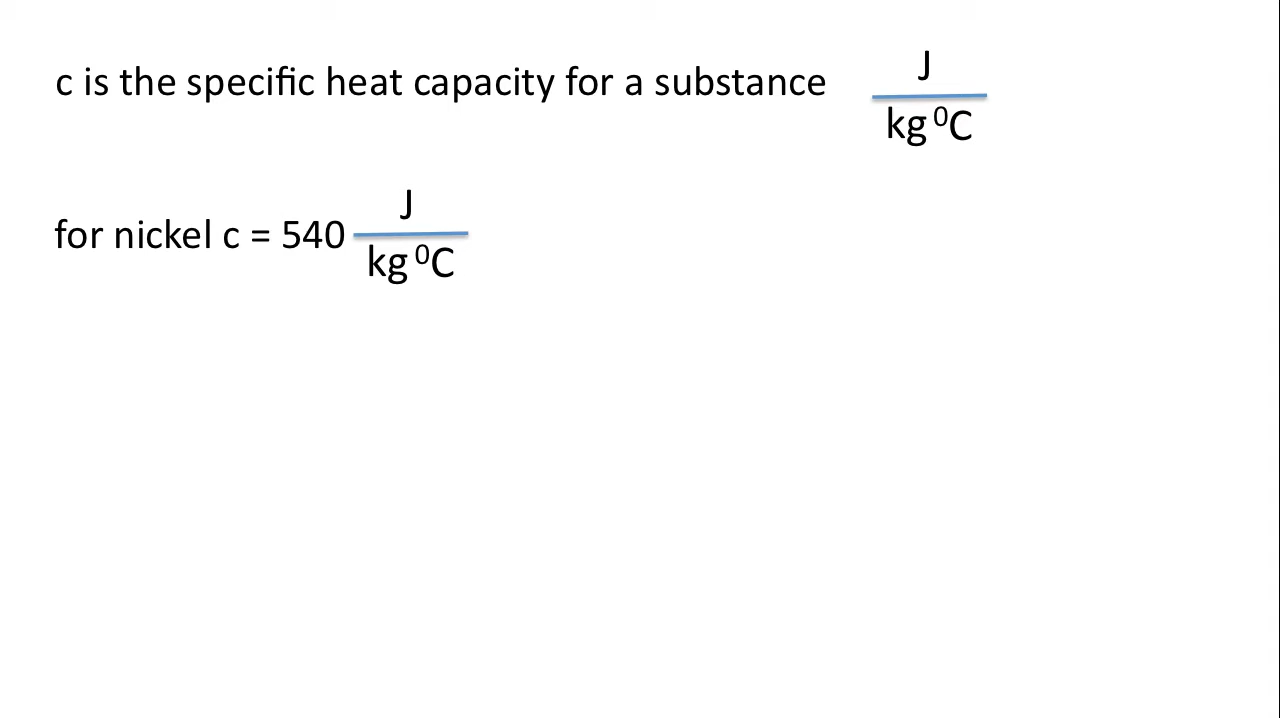 c is the specific heat capacity for a substance J
kg ⁰C
for nickel c = 540 J
kg ⁰C